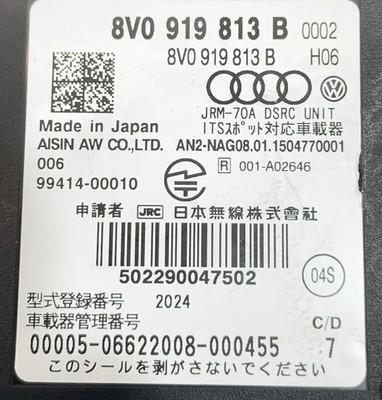 8V0 919 813 B 0002
8V0 919 813 B H06
JRM-70A DSRC UNIT
Made in Japan ITSスポット対応車載器
AISIN AW CO.,LTD. AN2-NAG08.01.1504770001
006 R 001-A02646
99414-00010
申請者 JRC 日本無線株式會社
502290047502
04S
型式登録番号 2024
車載器管理番号 C/D
00005-06622008-000455 7
このシールを剥がさないでください